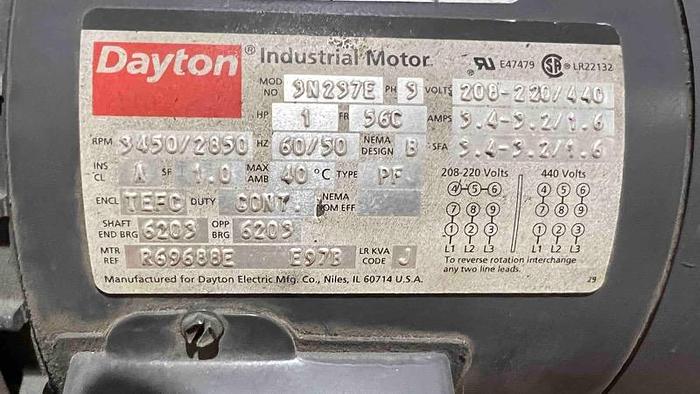 Dayton® Industrial Motor
E47479 ® LR22132
MOD NO 3N297E PH 3 VOLTS 208-220/440
HP 1 FR 56C AMPS 3.4-3.2/1.6
RPM 3450/2850 HZ 60/50 NEMA DESIGN B SFA 3.4-3.2/1.6
INS CL A SF 1.0 MAX AMB 40 °C TYPE PF
ENCL TEFC DUTY CONT. NEMA NOM EFF
SHAFT END BRG 6203 OPP BRG 6203
MTR REF R69688E E97B LR KVA CODE J
Manufactured for Dayton Electric Mfg. Co., Niles, IL 60714 U.S.A.
208-220 Volts 440 Volts
4 5 6 4 5 6
7 8 9 7 8 9
1 2 3 1 2 3
L1 L2 L3 L1 L2 L3
To reverse rotation interchange
any two line leads.
29